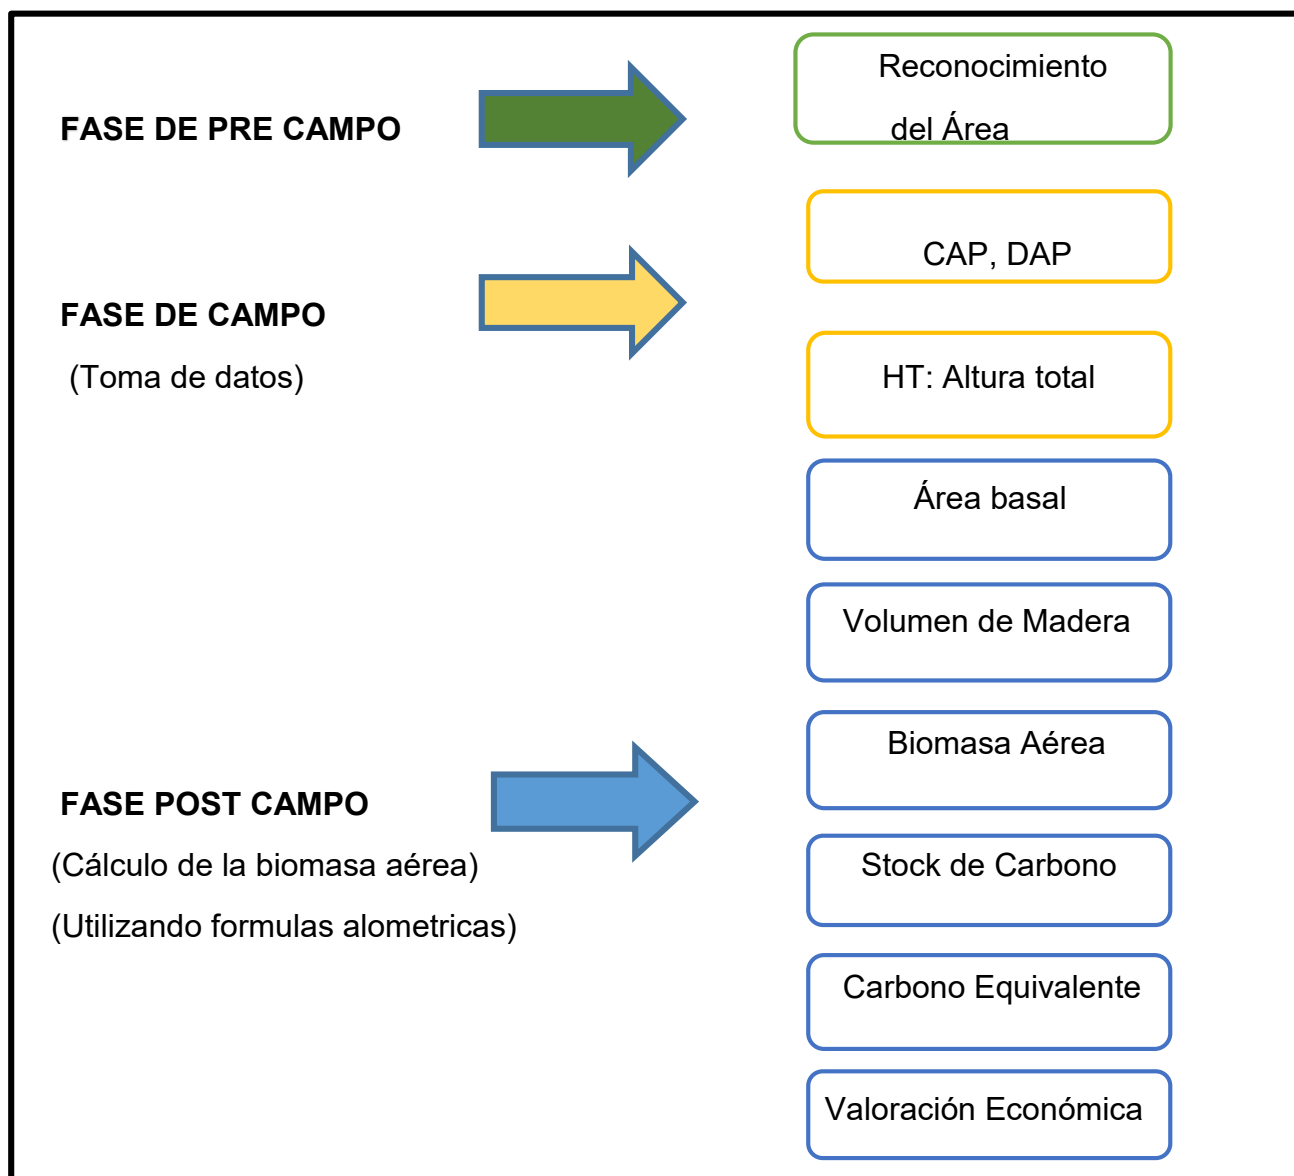 FASE DE PRE CAMPO
Reconocimiento
del Área
CAP, DAP
FASE DE CAMPO
(Toma de datos)
HT: Altura total
Área basal
Volumen de Madera
Biomasa Aérea
FASE POST CAMPO
(Cálculo de la biomasa aérea)
(Utilizando formulas alometricas)
Stock de Carbono
Carbono Equivalente
Valoración Económica